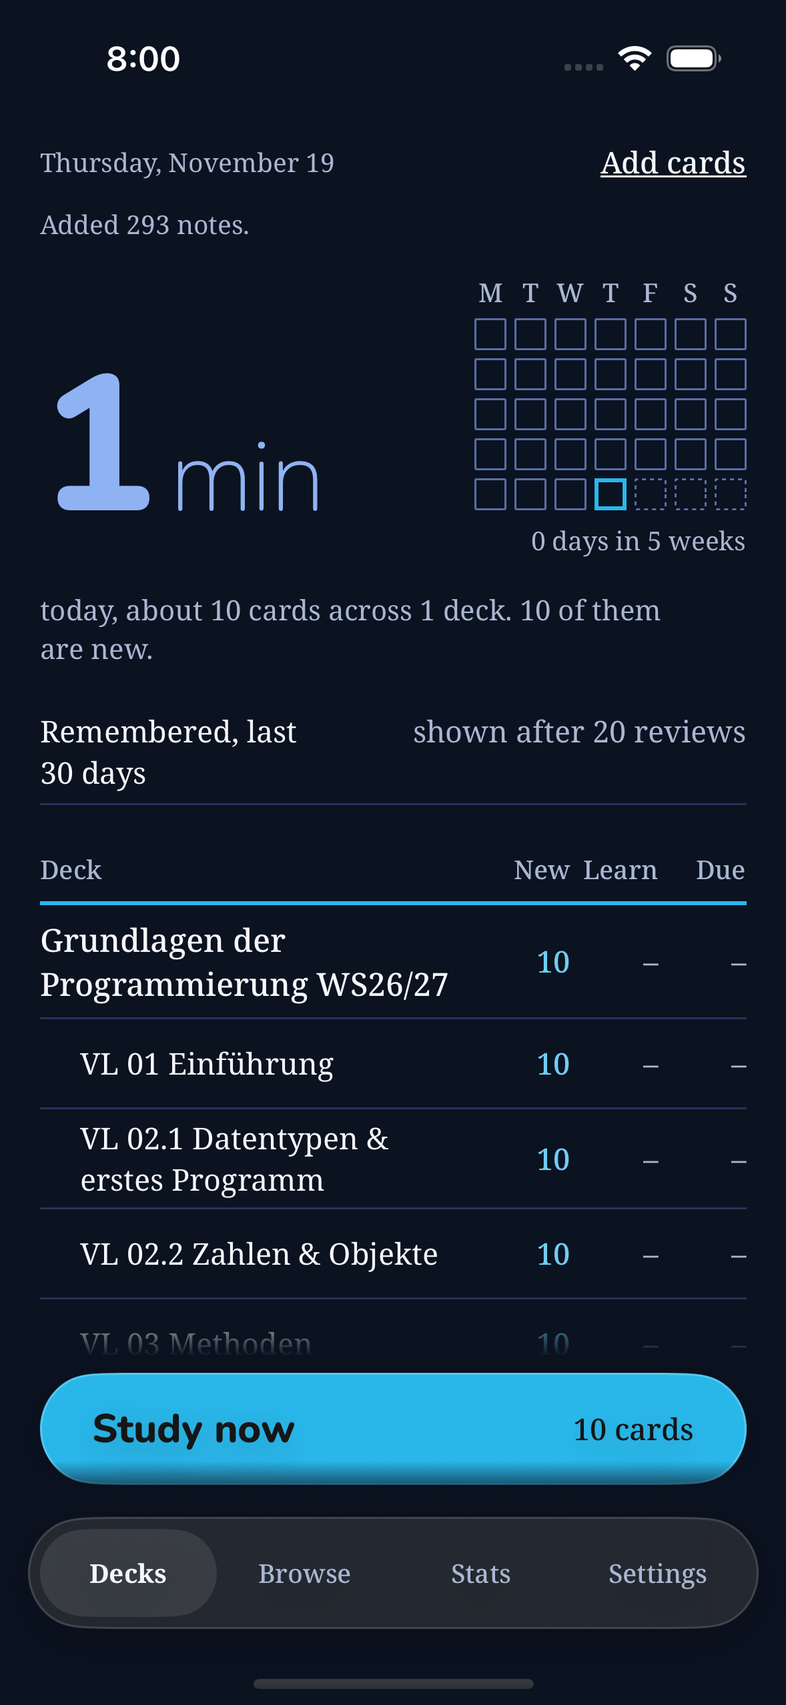 8:00
Thursday, November 19
Add cards
Added 293 notes.
M T W T F S S
1 min
0 days in 5 weeks
today, about 10 cards across 1 deck. 10 of them
are new.
Remembered, last
30 days
shown after 20 reviews
Deck New Learn Due
Grundlagen der
Programmierung WS26/27
10 – –
VL 01 Einführung 10 – –
VL 02.1 Datentypen &
erstes Programm
10 – –
VL 02.2 Zahlen & Objekte 10 – –
VL 03 Methoden 10 – –
Study now 10 cards
Decks Browse Stats Settings